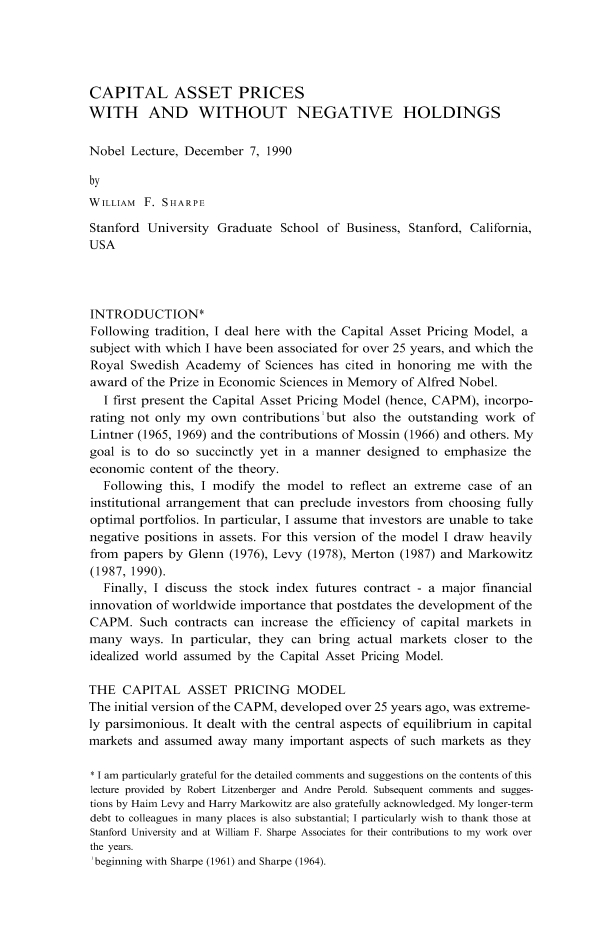 CAPITAL ASSET PRICES
WITH AND WITHOUT NEGATIVE HOLDINGS
Nobel Lecture, December 7, 1990
by
WILLIAM F. SHARPE
Stanford University Graduate School of Business, Stanford, California,
USA
INTRODUCTION*
Following tradition, I deal here with the Capital Asset Pricing Model, a
subject with which I have been associated for over 25 years, and which the
Royal Swedish Academy of Sciences has cited in honoring me with the
award of the Prize in Economic Sciences in Memory of Alfred Nobel.
I first present the Capital Asset Pricing Model (hence, CAPM), incorpo-
rating not only my own contributions¹ but also the outstanding work of
Lintner (1965, 1969) and the contributions of Mossin (1966) and others. My
goal is to do so succinctly yet in a manner designed to emphasize the
economic content of the theory.
Following this, I modify the model to reflect an extreme case of an
institutional arrangement that can preclude investors from choosing fully
optimal portfolios. In particular, I assume that investors are unable to take
negative positions in assets. For this version of the model I draw heavily
from papers by Glenn (1976), Levy (1978), Merton (1987) and Markowitz
(1987, 1990).
Finally, I discuss the stock index futures contract - a major financial
innovation of worldwide importance that postdates the development of the
CAPM. Such contracts can increase the efficiency of capital markets in
many ways. In particular, they can bring actual markets closer to the
idealized world assumed by the Capital Asset Pricing Model.
THE CAPITAL ASSET PRICING MODEL
The initial version of the CAPM, developed over 25 years ago, was extreme-
ly parsimonious. It dealt with the central aspects of equilibrium in capital
markets and assumed away many important aspects of such markets as they
* I am particularly grateful for the detailed comments and suggestions on the contents of this
lecture provided by Robert Litzenberger and Andre Perold. Subsequent comments and sugges-
tions by Haim Levy and Harry Markowitz are also gratefully acknowledged. My longer-term
debt to colleagues in many places is also substantial; I particularly wish to thank those at
Stanford University and at William F. Sharpe Associates for their contributions to my work over
the years.
¹beginning with Sharpe (1961) and Sharpe (1964).